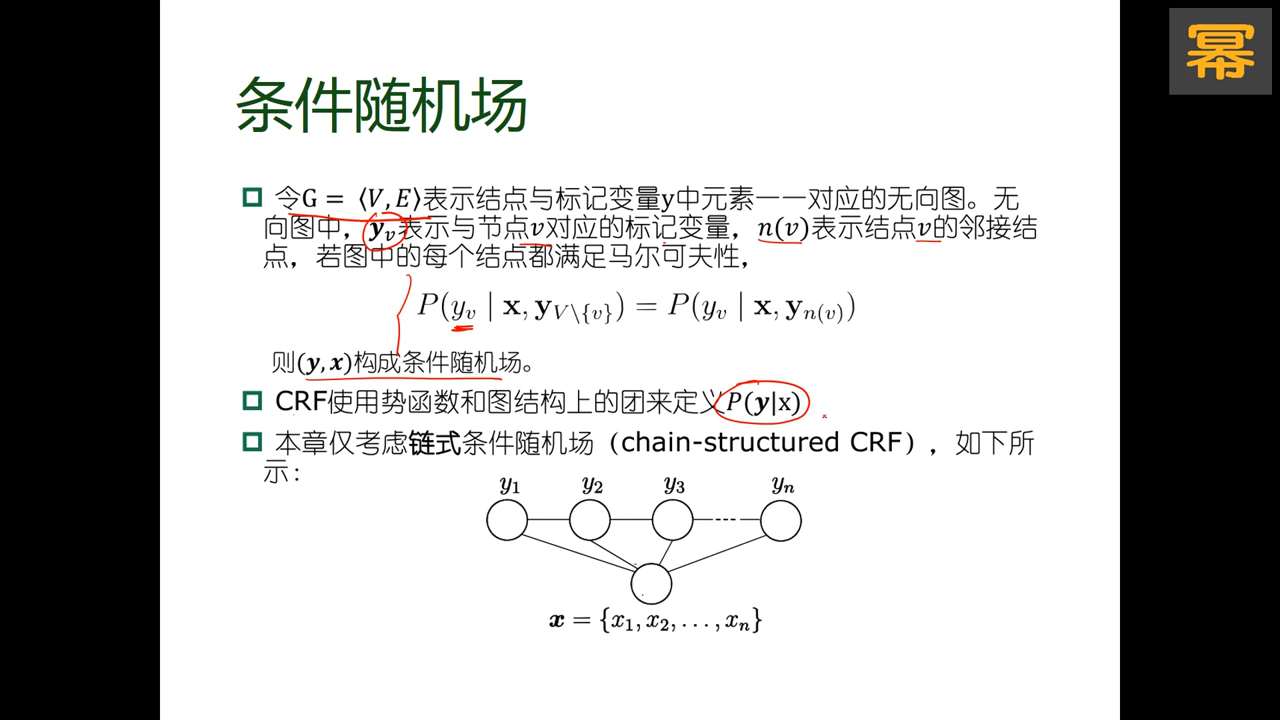 幂
条件随机场
令G = ⟨V, E⟩表示结点与标记变量y中元素一一对应的无向图。无
向图中，yᵥ表示与节点v对应的标记变量，n(v)表示结点v的邻接结
点，若图中的每个结点都满足马尔可夫性，
P(y_v | x, y_{V\{v}}) = P(y_v | x, y_{n(v)})
则(y, x)构成条件随机场。
CRF使用势函数和图结构上的团来定义P(y|x)
本章仅考虑链式条件随机场（chain-structured CRF），如下所
示：
y₁ y₂ y₃ yₙ
x = {x₁, x₂, . . . , xₙ}